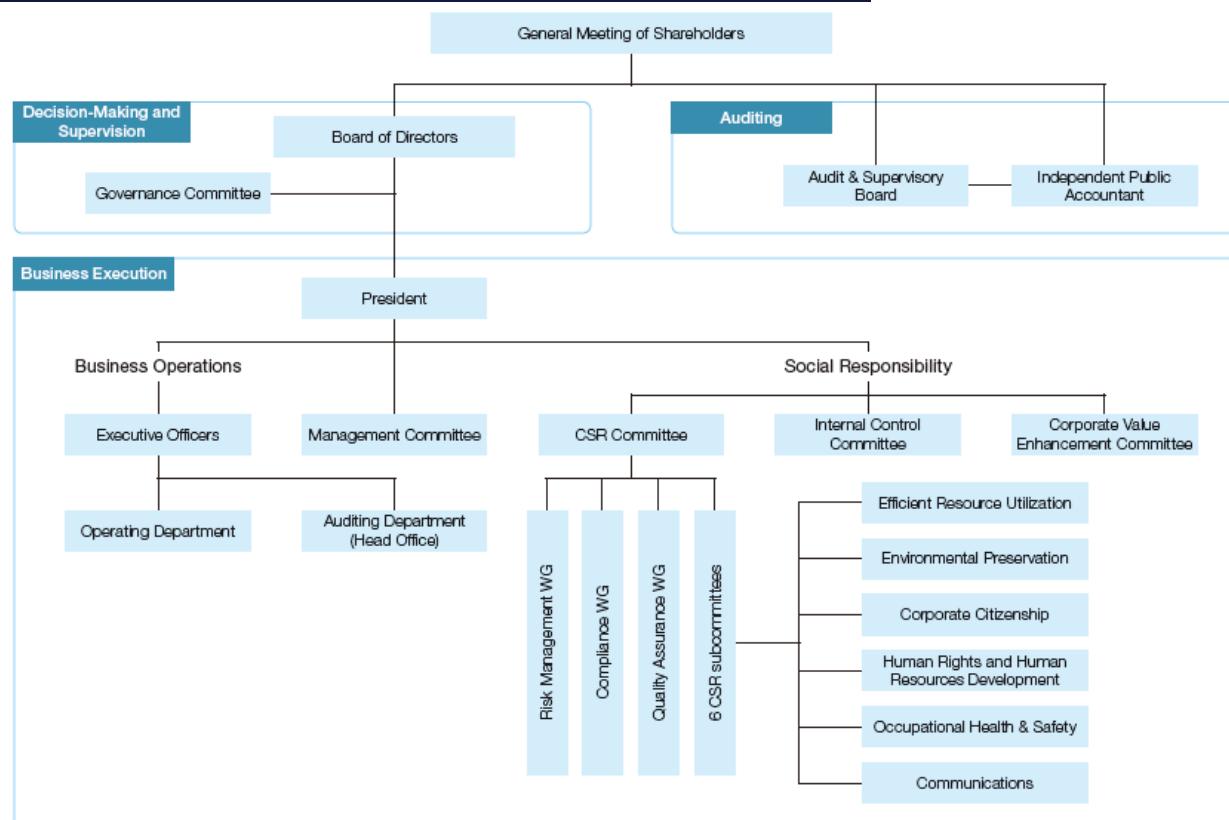 General Meeting of Shareholders
Decision-Making and
Supervision
Board of Directors
Governance Committee
Auditing
Audit & Supervisory
Board
Independent Public
Accountant
Business Execution
President
Business Operations
Social Responsibility
Executive Officers
Management Committee
CSR Committee
Internal Control
Committee
Corporate Value
Enhancement Committee
Operating Department
Auditing Department
(Head Office)
Risk Management WG
Compliance WG
Quality Assurance WG
6 CSR subcommittees
Efficient Resource Utilization
Environmental Preservation
Corporate Citizenship
Human Rights and Human
Resources Development
Occupational Health & Safety
Communications